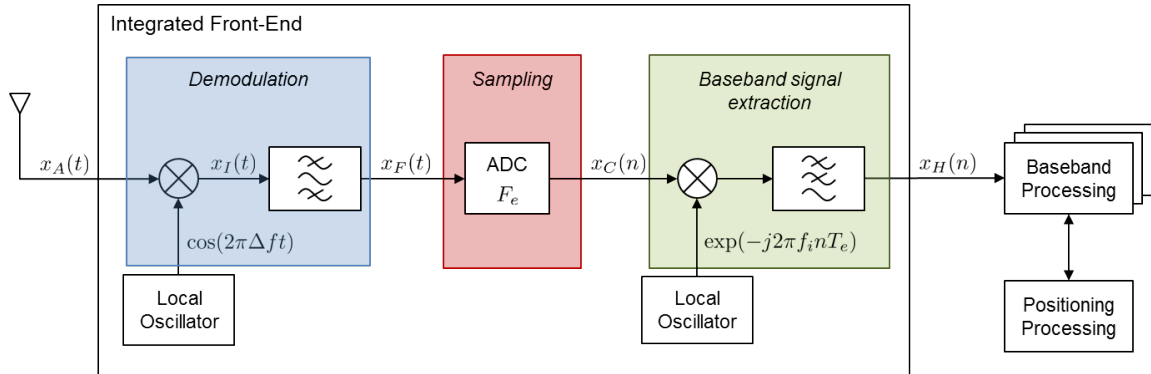 Integrated Front-End
Demodulation
Sampling
Baseband signal
extraction
x_A(t)
x_I(t)
x_F(t)
ADC
F_e
x_C(n)
x_H(n)
Baseband
Processing
cos(2πΔft)
exp(−j2πf_inT_e)
Local
Oscillator
Local
Oscillator
Positioning
Processing